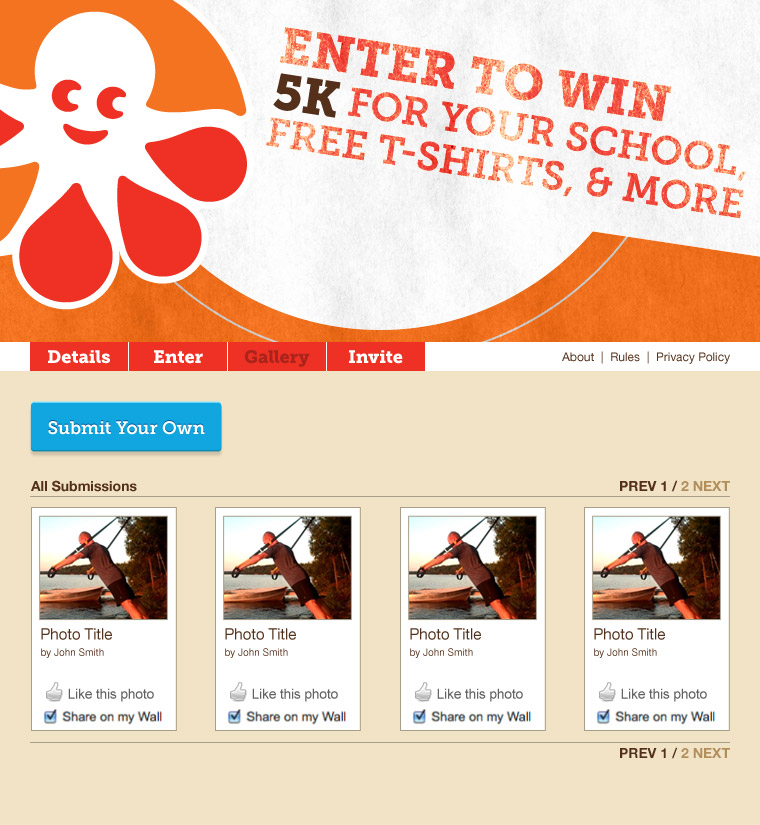 ENTER TO WIN
5K FOR YOUR SCHOOL,
FREE T-SHIRTS, & MORE
Details Enter Gallery Invite About | Rules | Privacy Policy
Submit Your Own
All Submissions PREV 1 / 2 NEXT
Photo Title Photo Title Photo Title Photo Title
by John Smith by John Smith by John Smith by John Smith
Like this photo Like this photo Like this photo Like this photo
Share on my Wall Share on my Wall Share on my Wall Share on my Wall
PREV 1 / 2 NEXT